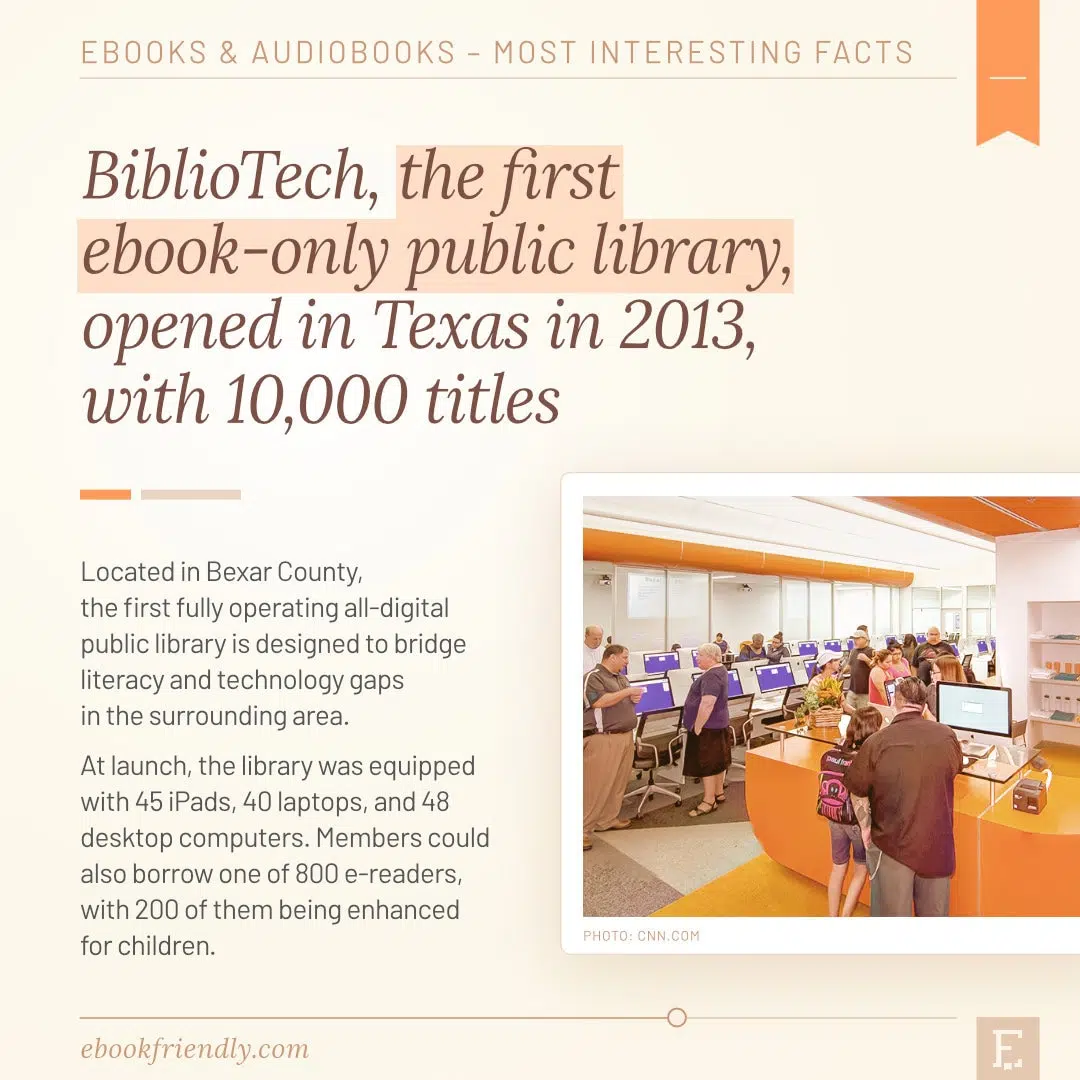 EBOOKS & AUDIOBOOKS – MOST INTERESTING FACTS
BiblioTech, the first
ebook-only public library,
opened in Texas in 2013,
with 10,000 titles
Located in Bexar County,
the first fully operating all-digital
public library is designed to bridge
literacy and technology gaps
in the surrounding area.
At launch, the library was equipped
with 45 iPads, 40 laptops, and 48
desktop computers. Members could
also borrow one of 800 e-readers,
with 200 of them being enhanced
for children.
PHOTO: CNN.COM
ebookfriendly.com
E